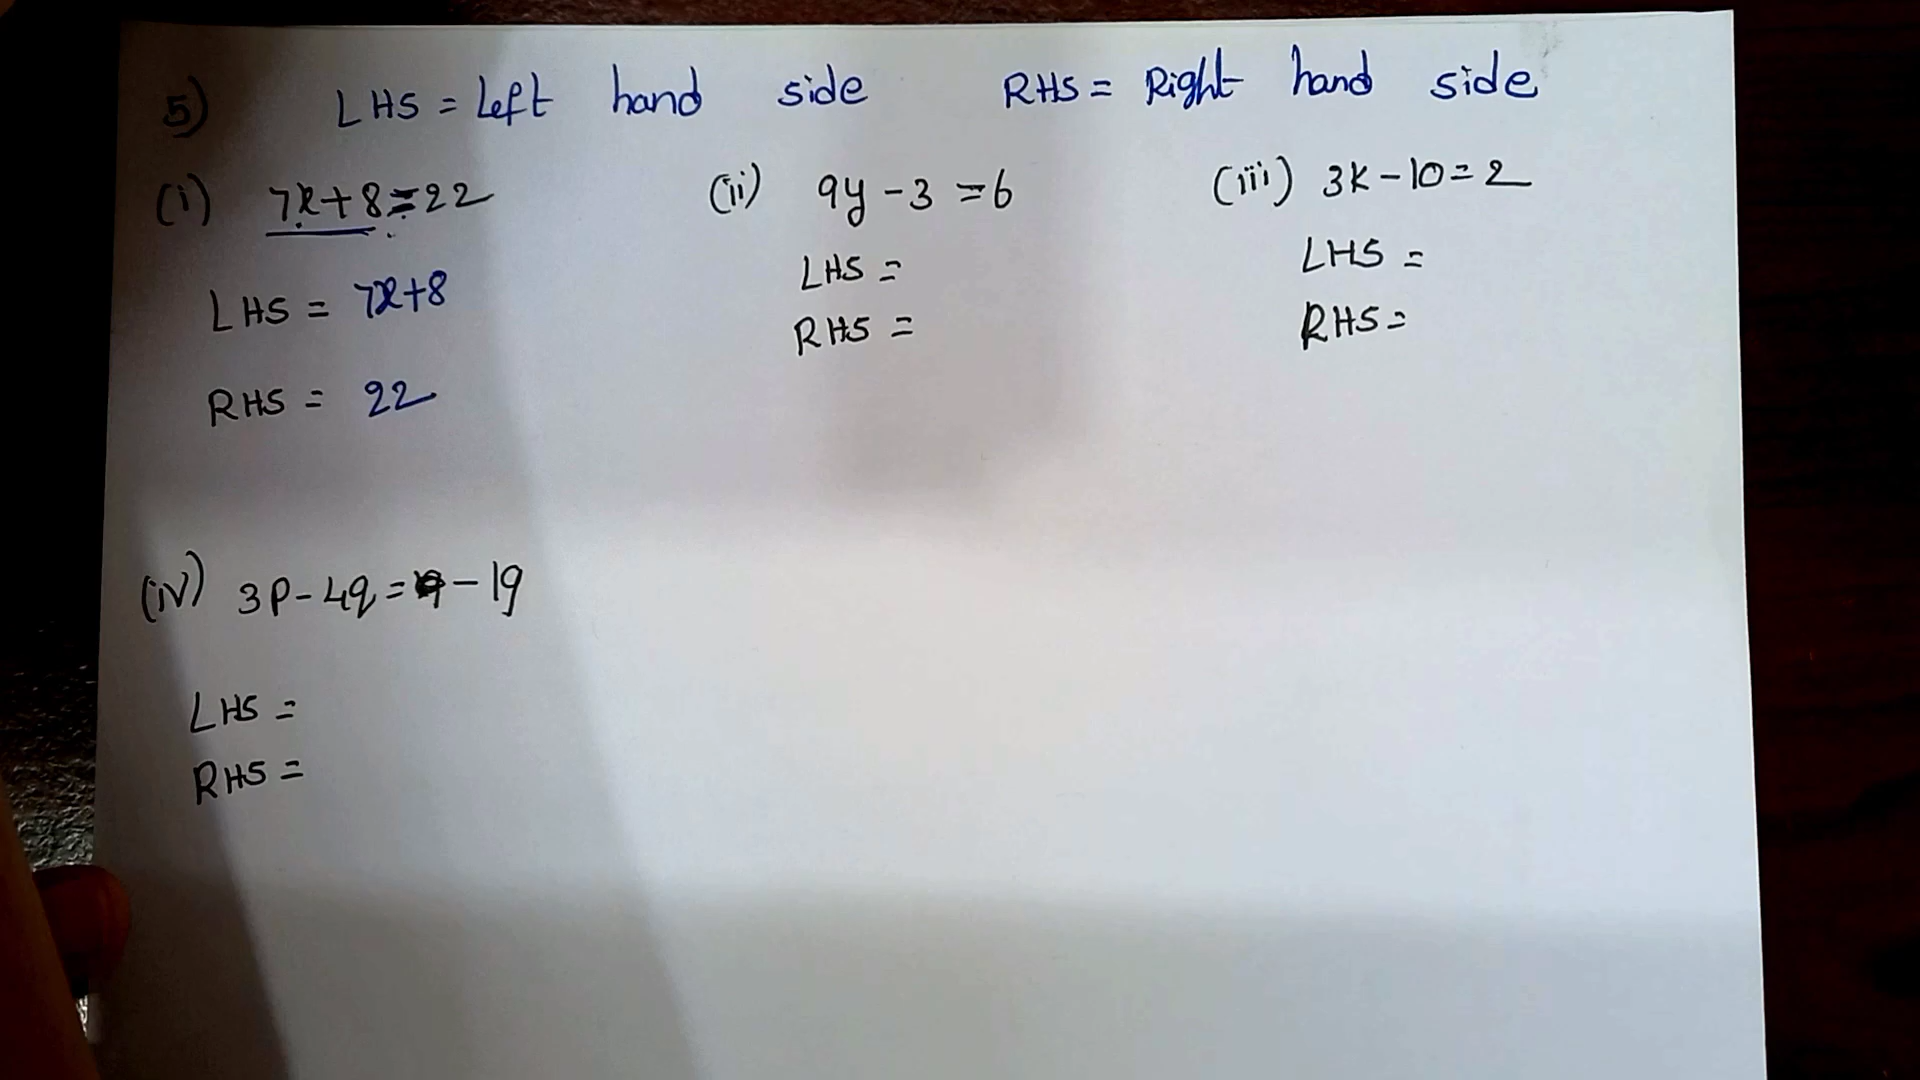 5) LHS = Left hand side RHS = Right hand side
(i) 7x+8=22
LHS = 7x+8
RHS = 22
(ii) 9y-3=6
LHS =
RHS =
(iii) 3k-10=2
LHS =
RHS=
(iv) 3p-4q=-19
LHS =
RHS =